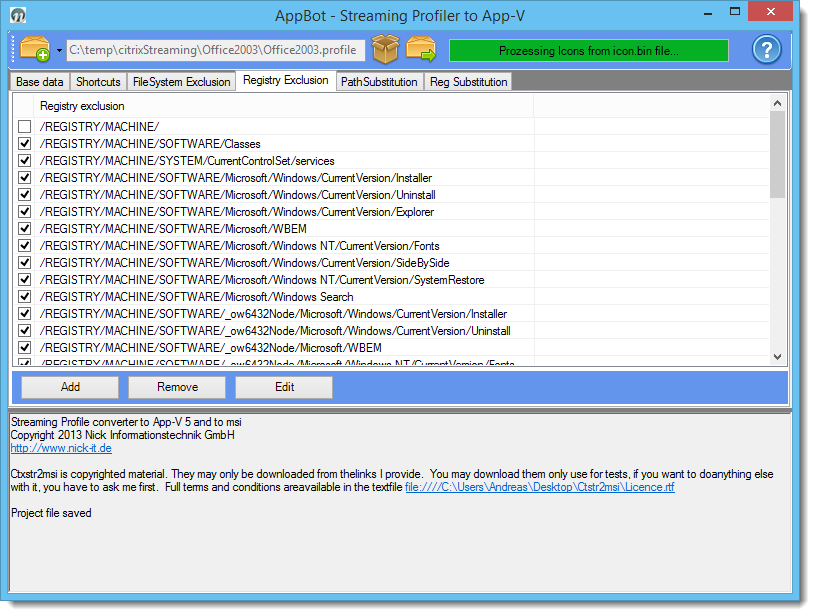 AppBot - Streaming Profiler to App-V
C:\temp\citrixStreaming\Office2003\Office2003.profile
Prozessing Icons from icon.bin file...
?
Base data Shortcuts FileSystem Exclusion Registry Exclusion PathSubstitution Reg Substitution
Registry exclusion
/REGISTRY/MACHINE/
/REGISTRY/MACHINE/SOFTWARE/Classes
/REGISTRY/MACHINE/SYSTEM/CurrentControlSet/services
/REGISTRY/MACHINE/SOFTWARE/Microsoft/Windows/CurrentVersion/Installer
/REGISTRY/MACHINE/SOFTWARE/Microsoft/Windows/CurrentVersion/Uninstall
/REGISTRY/MACHINE/SOFTWARE/Microsoft/Windows/CurrentVersion/Explorer
/REGISTRY/MACHINE/SOFTWARE/Microsoft/WBEM
/REGISTRY/MACHINE/SOFTWARE/Microsoft/Windows NT/CurrentVersion/Fonts
/REGISTRY/MACHINE/SOFTWARE/Microsoft/Windows/CurrentVersion/SideBySide
/REGISTRY/MACHINE/SOFTWARE/Microsoft/Windows NT/CurrentVersion/SystemRestore
/REGISTRY/MACHINE/SOFTWARE/Microsoft/Windows Search
/REGISTRY/MACHINE/SOFTWARE/_ow6432Node/Microsoft/Windows/CurrentVersion/Installer
/REGISTRY/MACHINE/SOFTWARE/_ow6432Node/Microsoft/Windows/CurrentVersion/Uninstall
/REGISTRY/MACHINE/SOFTWARE/_ow6432Node/Microsoft/WBEM
/REGISTRY/MACHINE/SOFTWARE/_ow6432Node/Microsoft/Windows NT/CurrentVersion/Fonts
Add Remove Edit
Streaming Profile converter to App-V 5 and to msi
Copyright 2013 Nick Informationstechnik GmbH
http://www.nick-it.de
Ctxstr2msi is copyrighted material. They may only be downloaded from thelinks I provide.  You may download them only use for tests, if you want to doanything else
with it, you have to ask me first.  Full terms and conditions areavailable in the textfile file:////C:\Users\Andreas\Desktop\Ctstr2msi\Licence.rtf
Project file saved